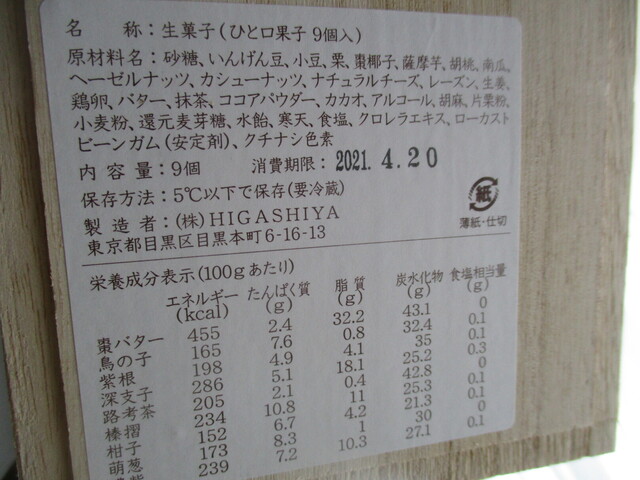 名　　称：生菓子(ひと口果子 9個入)
原材料名：砂糖、いんげん豆、小豆、栗、棗椰子、薩摩芋、胡桃、南瓜、
ヘーゼルナッツ、カシューナッツ、ナチュラルチーズ、レーズン、生姜、
鶏卵、バター、抹茶、ココアパウダー、カカオ、アルコール、胡麻、片栗粉、
小麦粉、還元麦芽糖、水飴、寒天、食塩、クロレラエキス、ローカスト
ビーンガム(安定剤)、クチナシ色素
内容量：9個　消費期限：2021. 4. 20
保存方法：5℃以下で保存(要冷蔵)
製造者：(株)HIGASHIYA
東京都目黒区目黒本町6-16-13
紙
薄紙・仕切
栄養成分表示(100gあたり)
エネルギー(kcal) たんぱく質(g) 脂質(g) 炭水化物(g) 食塩相当量(g)
棗バター 455 2.4 32.2 43.1 0
鳥の子 165 7.6 0.8 32.4 0.1
紫根 198 4.9 4.1 35 0.1
深支子 286 5.1 18.1 25.2 0.3
路考茶 205 2.1 0.4 42.8 0
榛摺 234 10.8 11 25.3 0.1
柑子 152 6.7 4.2 21.3 0.1
萌葱 173 8.3 1 30 0
239 7.2 10.3 27.1 0.1